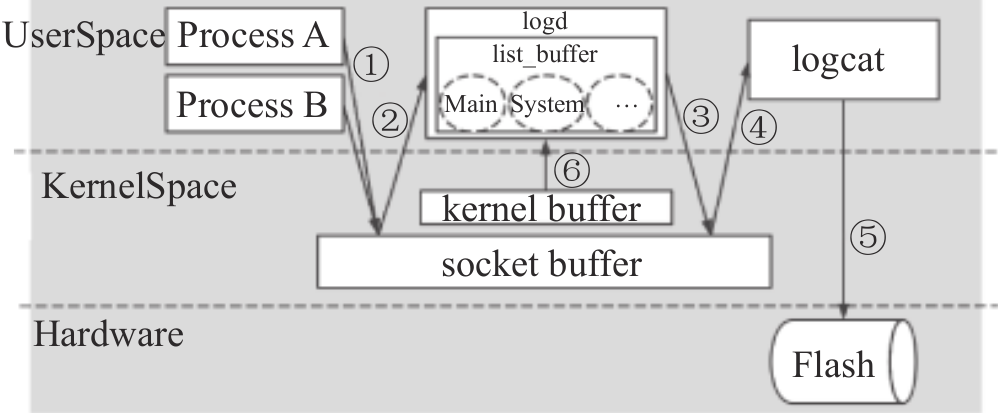 UserSpace
Process A
Process B
①
②
logd
list_buffer
Main
System
...
③
④
logcat
KernelSpace
⑥
kernel buffer
socket buffer
⑤
Hardware
Flash